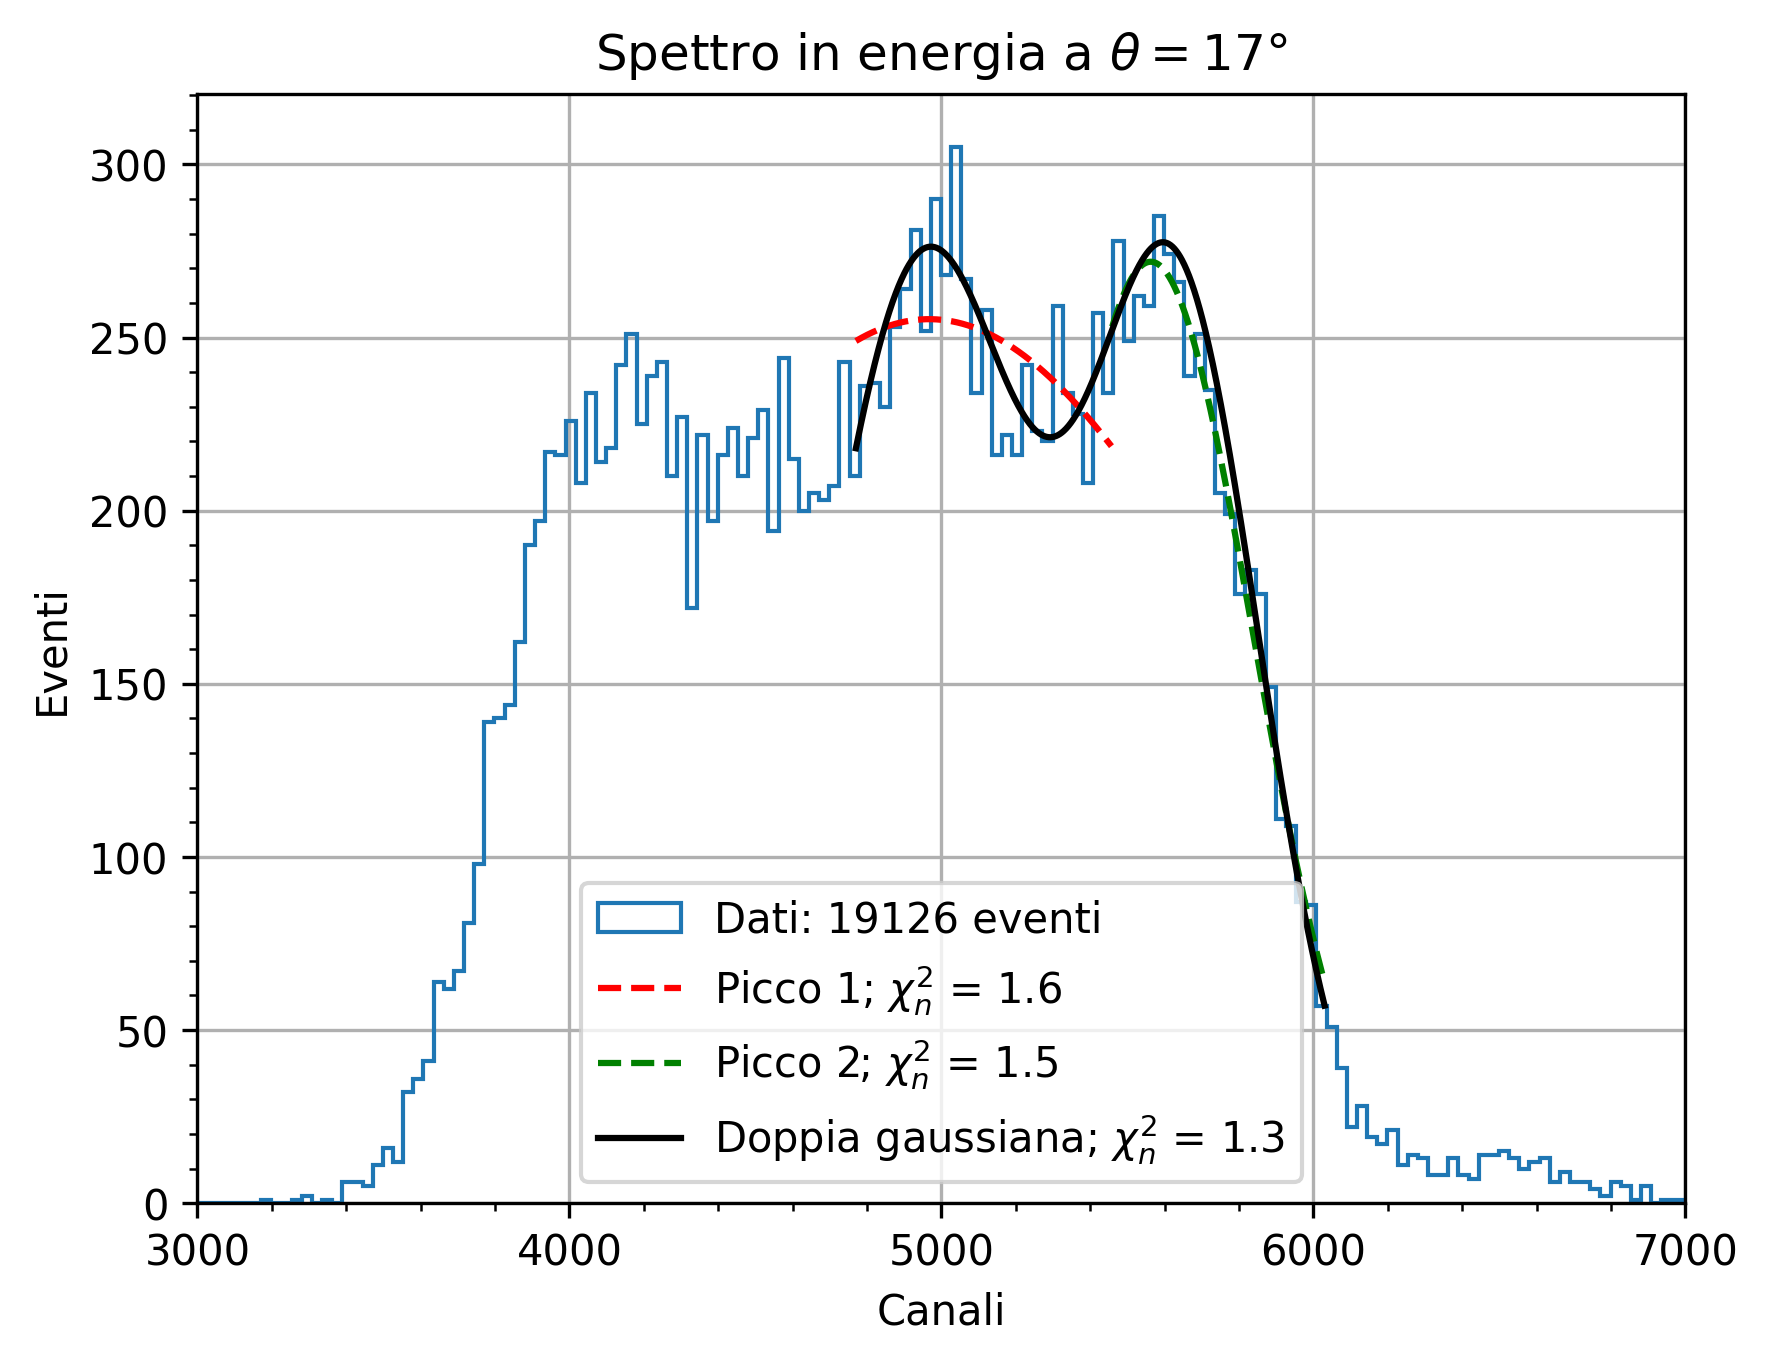 Spettro in energia a θ = 17°
Eventi
300
250
200
150
100
50
0
Dati: 19126 eventi
Picco 1; χ²ₙ = 1.6
Picco 2; χ²ₙ = 1.5
Doppia gaussiana; χ²ₙ = 1.3
3000 4000 5000 6000 7000
Canali